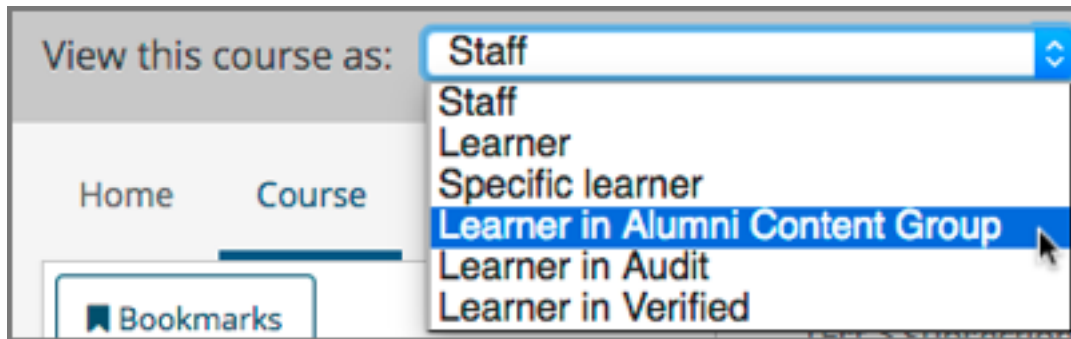 View this course as: Staff
Staff
Learner
Specific learner
Home Course
Learner in Alumni Content Group
Learner in Audit
Learner in Verified
Bookmarks